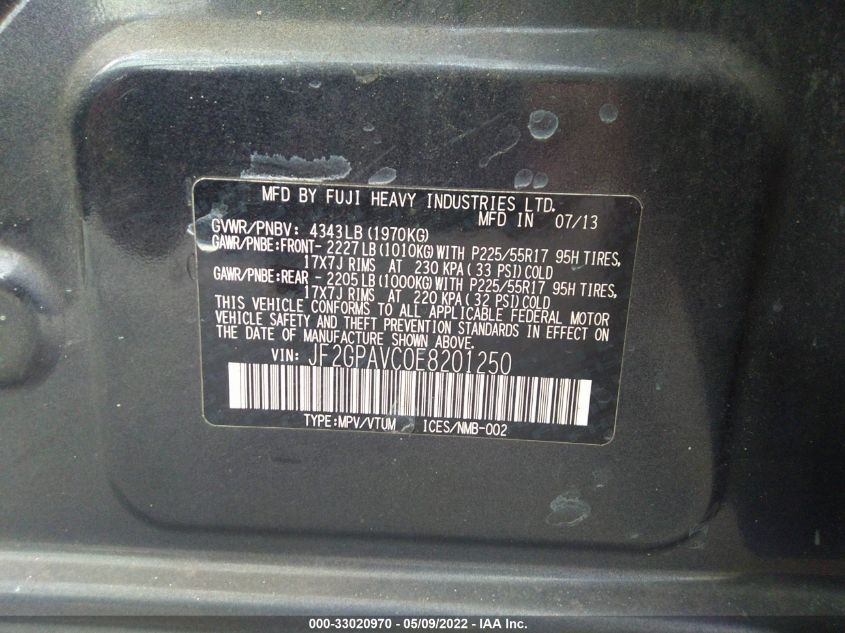 MFD BY FUJI HEAVY INDUSTRIES LTD.
MFD IN 07/13
GVWR/PNBV: 4343LB (1970KG)
GAWR/PNBE:FRONT- 2227LB (1010KG) WITH P225/55R17 95H TIRES,
17X7J RIMS AT 230 KPA (33 PSI) COLD
GAWR/PNBE:REAR - 2205LB (1000KG) WITH P225/55R17 95H TIRES,
17X7J RIMS AT 220 KPA (32 PSI) COLD
THIS VEHICLE CONFORMS TO ALL APPLICABLE FEDERAL MOTOR
VEHICLE SAFETY AND THEFT PREVENTION STANDARDS IN EFFECT ON
THE DATE OF MANUFACTURE SHOWN ABOVE.
VIN: JF2GPAVC0E8201250
TYPE:MPV/VTUM ICES/NMB-002
000-33020970 - 05/09/2022 - IAA Inc.